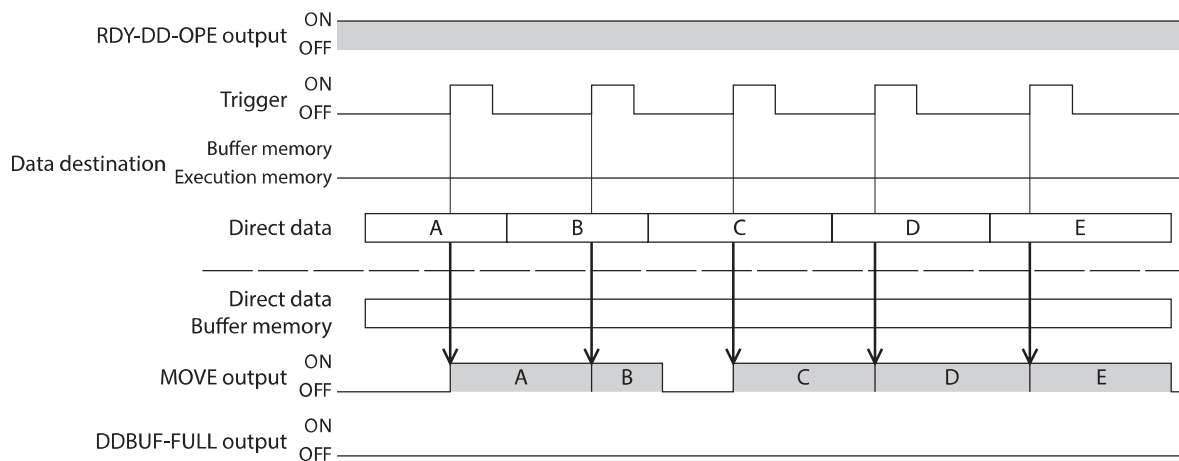 ON
RDY-DD-OPE output
OFF
ON
Trigger
OFF
Buffer memory
Data destination
Execution memory
Direct data
A B C D E
Direct data
Buffer memory
ON
MOVE output
OFF
A B C D E
ON
DDBUF-FULL output
OFF